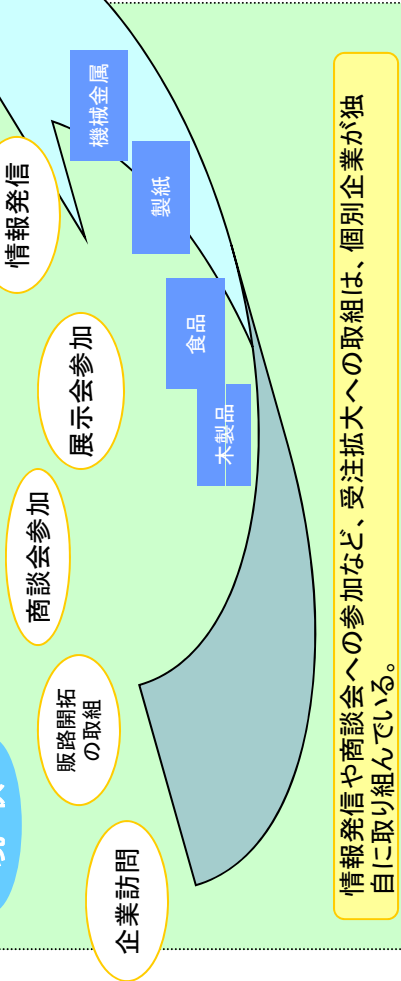 情報発信
商談会参加
展示会参加
販路開拓
の取組
機械金属
企業訪問
製紙
食品
木製品
情報発信や商談会への参加など、受注拡大への取組は、個別企業が独
自に取り組んでいる。